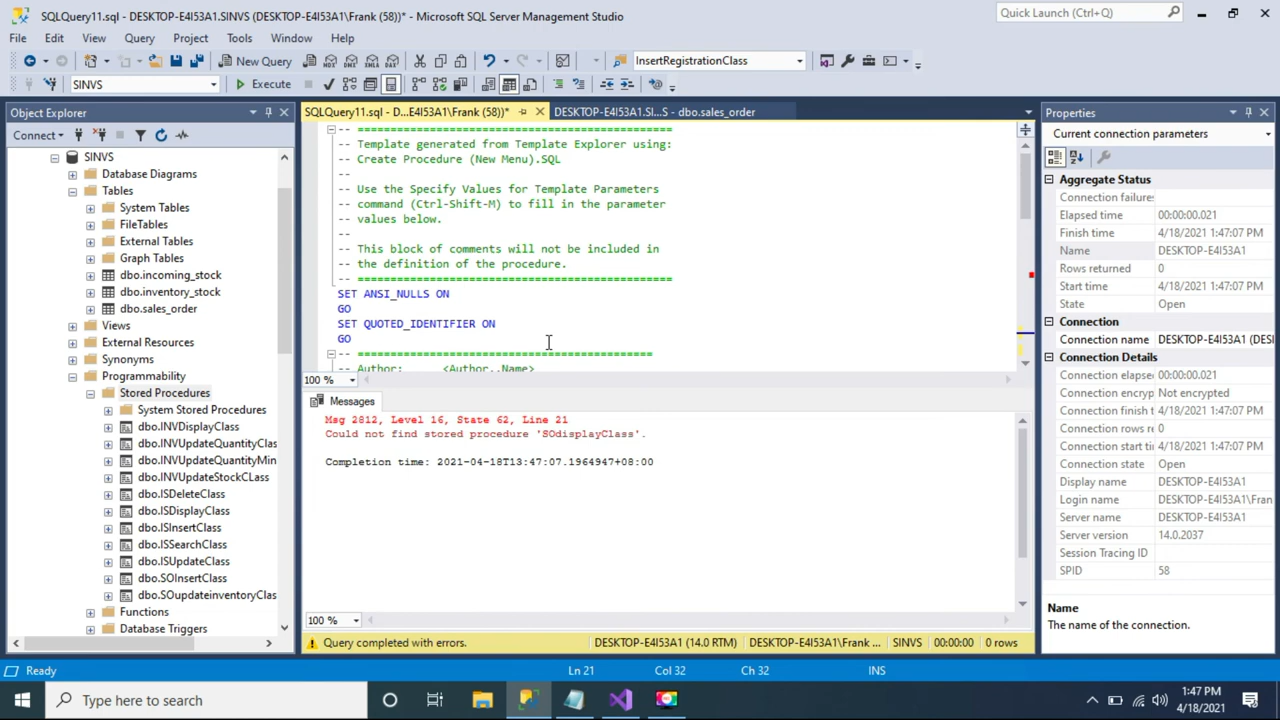 SQLQuery11.sql - DESKTOP-E4I53A1.SINVS (DESKTOP-E4I53A1\Frank (58))* - Microsoft SQL Server Management Studio
Quick Launch (Ctrl+Q)
File Edit View Query Project Tools Window Help
New Query
InsertRegistrationClass
SINVS
Execute
Object Explorer
Connect
SINVS
Database Diagrams
Tables
System Tables
FileTables
External Tables
Graph Tables
dbo.incoming_stock
dbo.inventory_stock
dbo.sales_order
Views
External Resources
Synonyms
Programmability
Stored Procedures
System Stored Procedures
dbo.INVDisplayClass
dbo.INVUpdateQuantityClas
dbo.INVUpdateQuantityMin
dbo.INVUpdateStockCLass
dbo.ISDeleteClass
dbo.ISDisplayClass
dbo.ISInsertClass
dbo.ISSearchClass
dbo.ISUpdateClass
dbo.SOInsertClass
dbo.SOupdateinventoryClas
Functions
Database Triggers
SQLQuery11.sql - D...E4I53A1\Frank (58))*
DESKTOP-E4I53A1.SI...S - dbo.sales_order
-- =============================================
-- Template generated from Template Explorer using:
-- Create Procedure (New Menu).SQL
--
-- Use the Specify Values for Template Parameters
-- command (Ctrl-Shift-M) to fill in the parameter
-- values below.
--
-- This block of comments will not be included in
-- the definition of the procedure.
-- =============================================
SET ANSI_NULLS ON
GO
SET QUOTED_IDENTIFIER ON
GO
-- =============================================
-- Author: <Author,,Name>
100 %
Messages
Msg 2812, Level 16, State 62, Line 21
Could not find stored procedure 'SOdisplayClass'.
Completion time: 2021-04-18T13:47:07.1964947+08:00
100 %
Query completed with errors.
DESKTOP-E4I53A1 (14.0 RTM)
DESKTOP-E4I53A1\Frank ...
SINVS
00:00:00
0 rows
Properties
Current connection parameters
Aggregate Status
Connection failures
Elapsed time 00:00:00.021
Finish time 4/18/2021 1:47:07 PM
Name DESKTOP-E4I53A1
Rows returned 0
Start time 4/18/2021 1:47:07 PM
State Open
Connection
Connection name DESKTOP-E4I53A1 (DESI
Connection Details
Connection elapse 00:00:00.021
Connection encryp Not encrypted
Connection finish t 4/18/2021 1:47:07 PM
Connection rows re 0
Connection start ti 4/18/2021 1:47:07 PM
Connection state Open
Display name DESKTOP-E4I53A1
Login name DESKTOP-E4I53A1\Fran
Server name DESKTOP-E4I53A1
Server version 14.0.2037
Session Tracing ID
SPID 58
Name
The name of the connection.
Ready
Ln 21
Col 32
Ch 32
INS
Type here to search
1:47 PM
4/18/2021